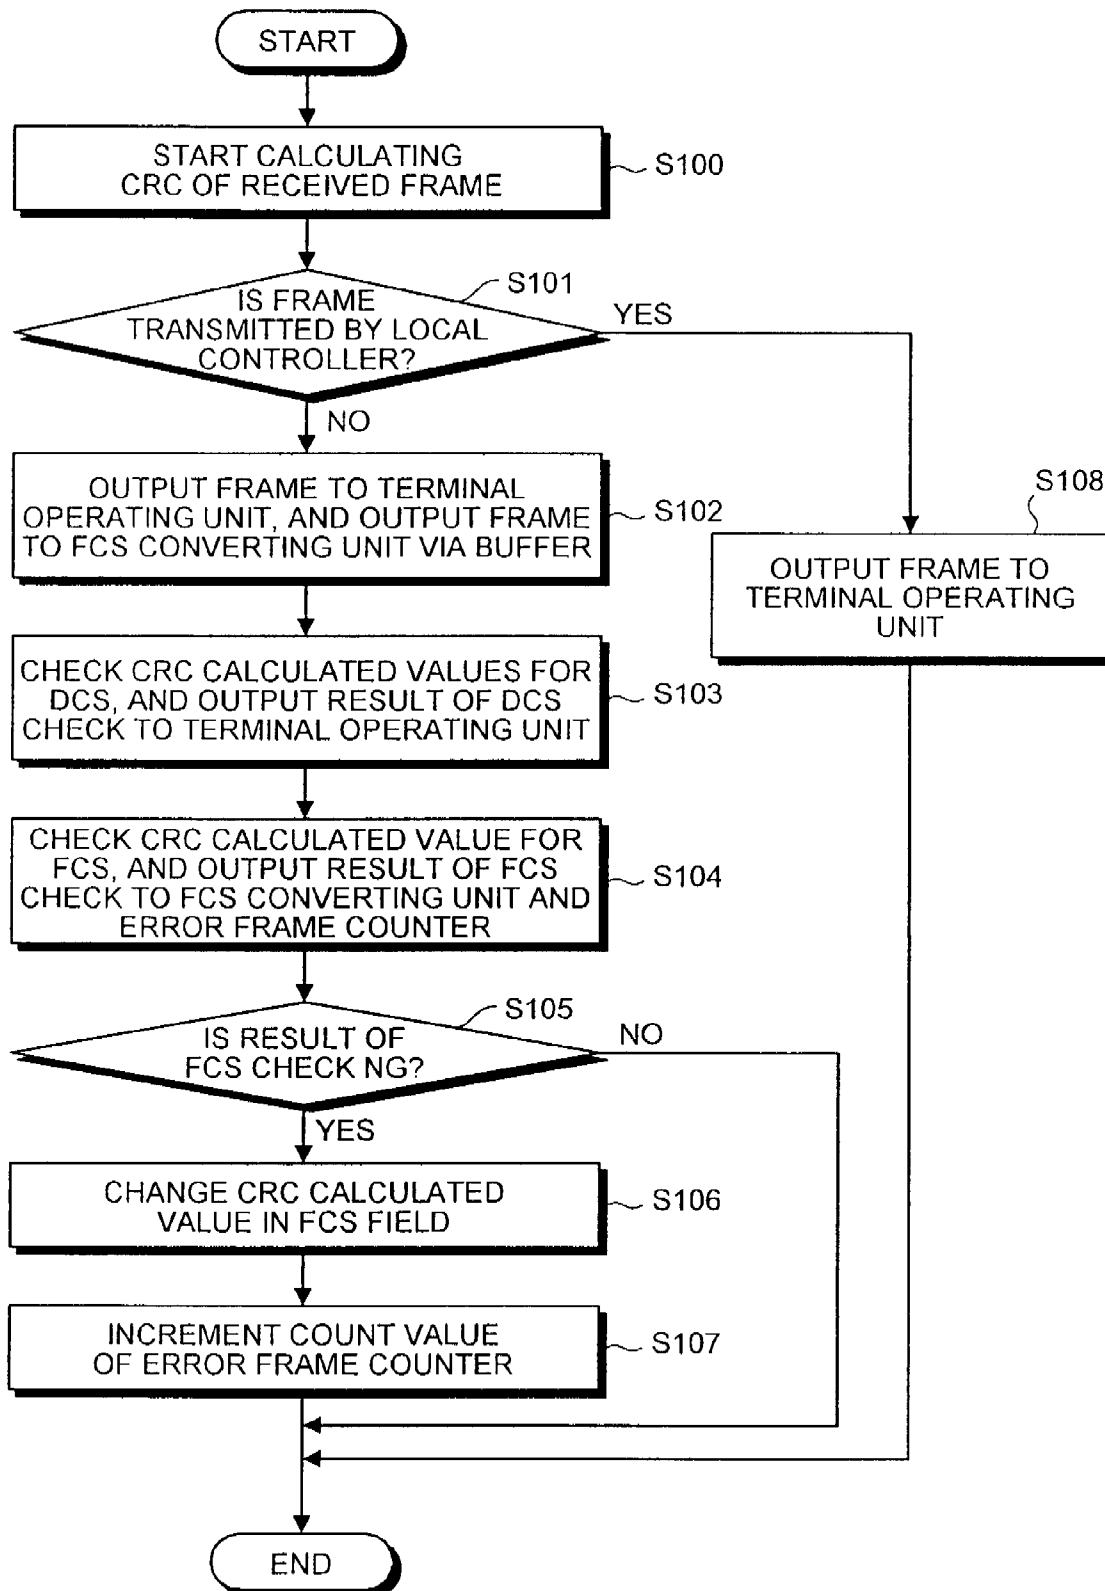 START
START CALCULATING
CRC OF RECEIVED FRAME
S100
IS FRAME
TRANSMITTED BY LOCAL
CONTROLLER?
S101
YES
NO
OUTPUT FRAME TO TERMINAL
OPERATING UNIT, AND OUTPUT FRAME
TO FCS CONVERTING UNIT VIA BUFFER
S102
S108
OUTPUT FRAME TO
TERMINAL OPERATING
UNIT
CHECK CRC CALCULATED VALUES FOR
DCS, AND OUTPUT RESULT OF DCS
CHECK TO TERMINAL OPERATING UNIT
S103
CHECK CRC CALCULATED VALUE FOR
FCS, AND OUTPUT RESULT OF FCS
CHECK TO FCS CONVERTING UNIT AND
ERROR FRAME COUNTER
S104
IS RESULT OF
FCS CHECK NG?
S105
NO
YES
CHANGE CRC CALCULATED
VALUE IN FCS FIELD
S106
INCREMENT COUNT VALUE
OF ERROR FRAME COUNTER
S107
END